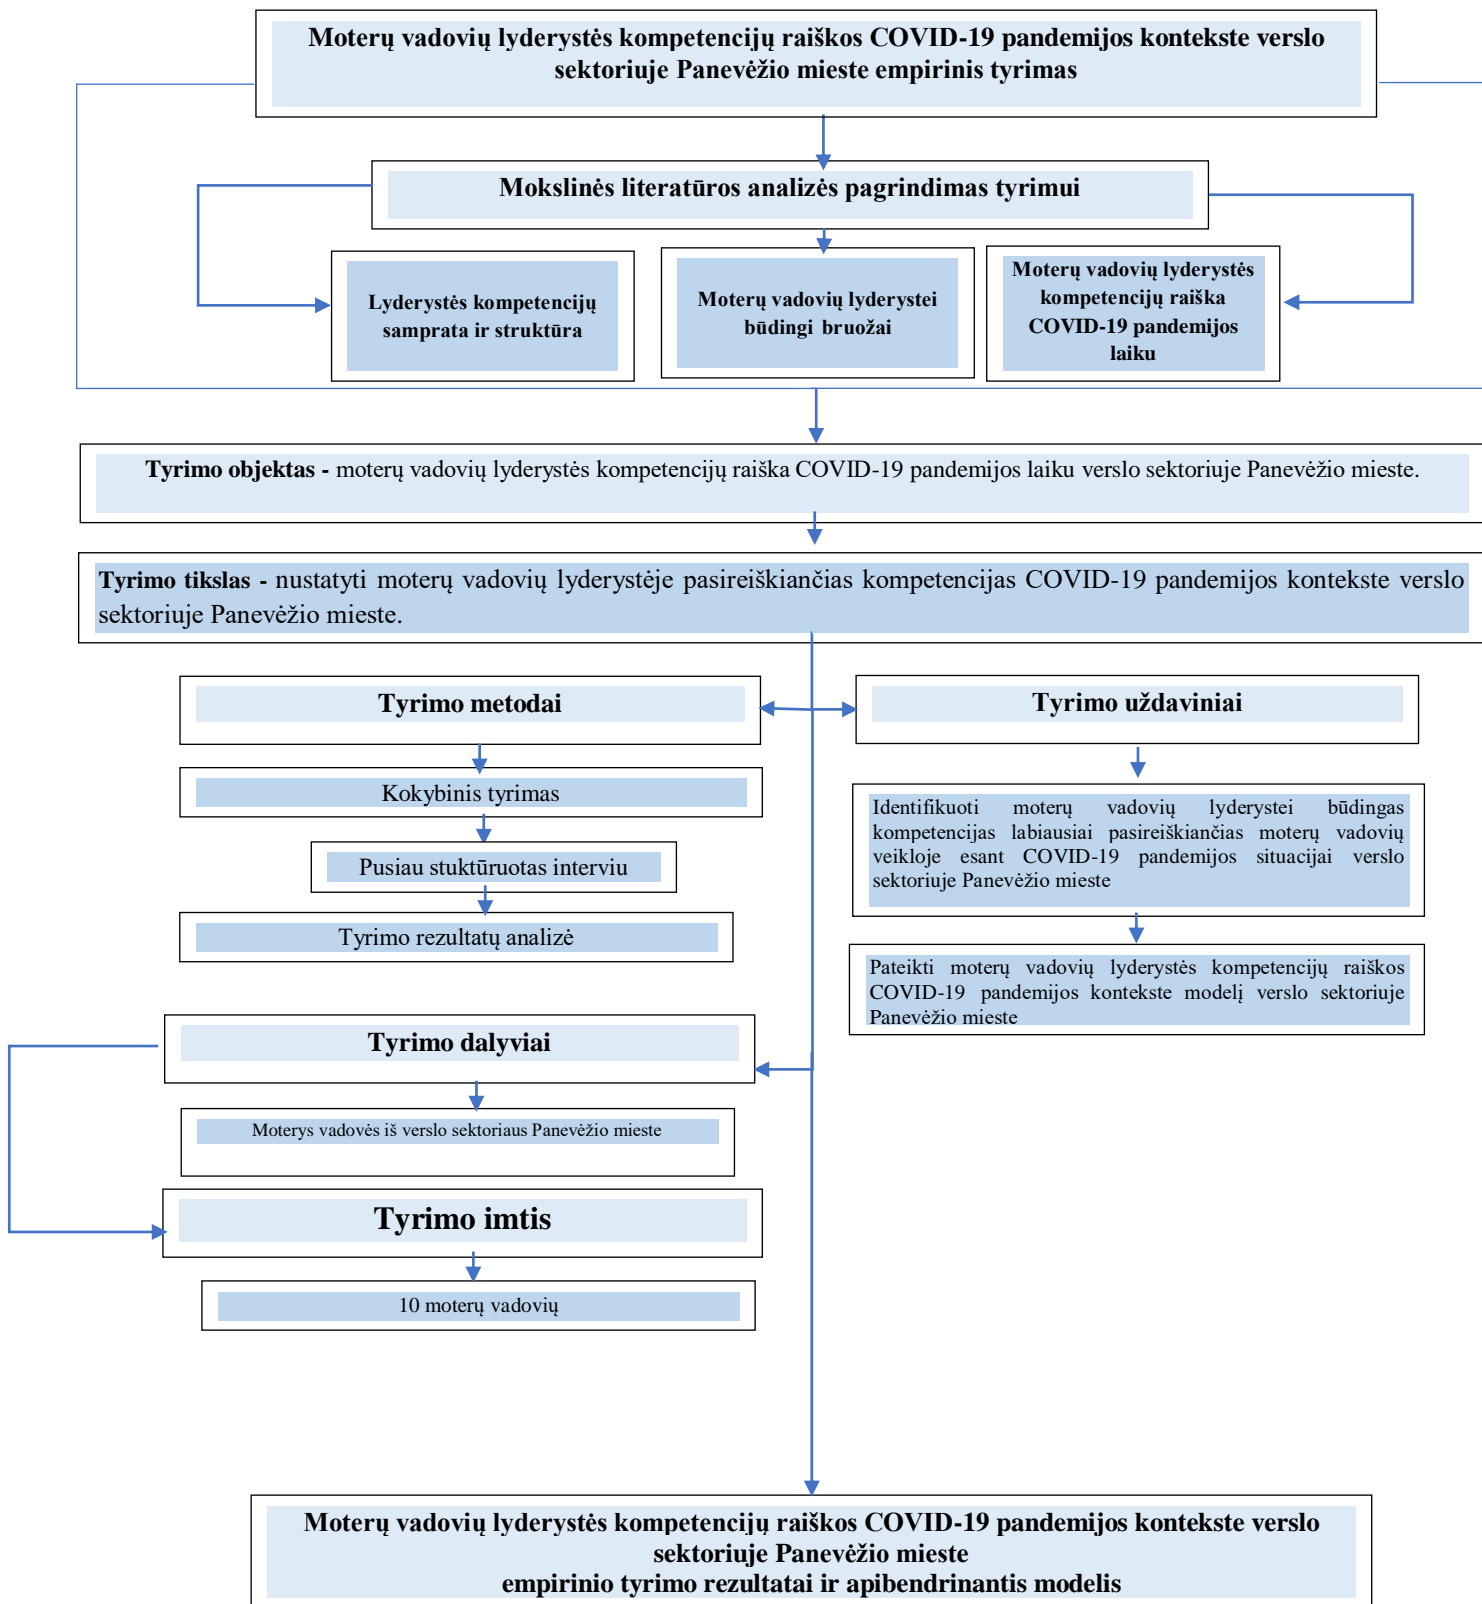 Moterų vadovių lyderystės kompetencijų raiškos COVID-19 pandemijos kontekste verslo
sektoriuje Panevėžio mieste empirinis tyrimas
Mokslinės literatūros analizės pagrindimas tyrimui
Lyderystės kompetencijų
samprata ir struktūra
Moterų vadovių lyderystei
būdingi bruožai
Moterų vadovių lyderystės
kompetencijų raiška
COVID-19 pandemijos
laiku
Tyrimo objektas - moterų vadovių lyderystės kompetencijų raiška COVID-19 pandemijos laiku verslo sektoriuje Panevėžio mieste.
Tyrimo tikslas - nustatyti moterų vadovių lyderystėje pasireiškiančias kompetencijas COVID-19 pandemijos kontekste verslo
sektoriuje Panevėžio mieste.
Tyrimo metodai
Kokybinis tyrimas
Pusiau stuktūruotas interviu
Tyrimo rezultatų analizė
Tyrimo uždaviniai
Identifikuoti moterų vadovių lyderystei būdingas
kompetencijas labiausiai pasireiškiančias moterų vadovių
veikloje esant COVID-19 pandemijos situacijai verslo
sektoriuje Panevėžio mieste
Pateikti moterų vadovių lyderystės kompetencijų raiškos
COVID-19 pandemijos kontekste modelį verslo sektoriuje
Panevėžio mieste
Tyrimo dalyviai
Moterys vadovės iš verslo sektoriaus Panevėžio mieste
Tyrimo imtis
10 moterų vadovių
Moterų vadovių lyderystės kompetencijų raiškos COVID-19 pandemijos kontekste verslo
sektoriuje Panevėžio mieste
empirinio tyrimo rezultatai ir apibendrinantis modelis